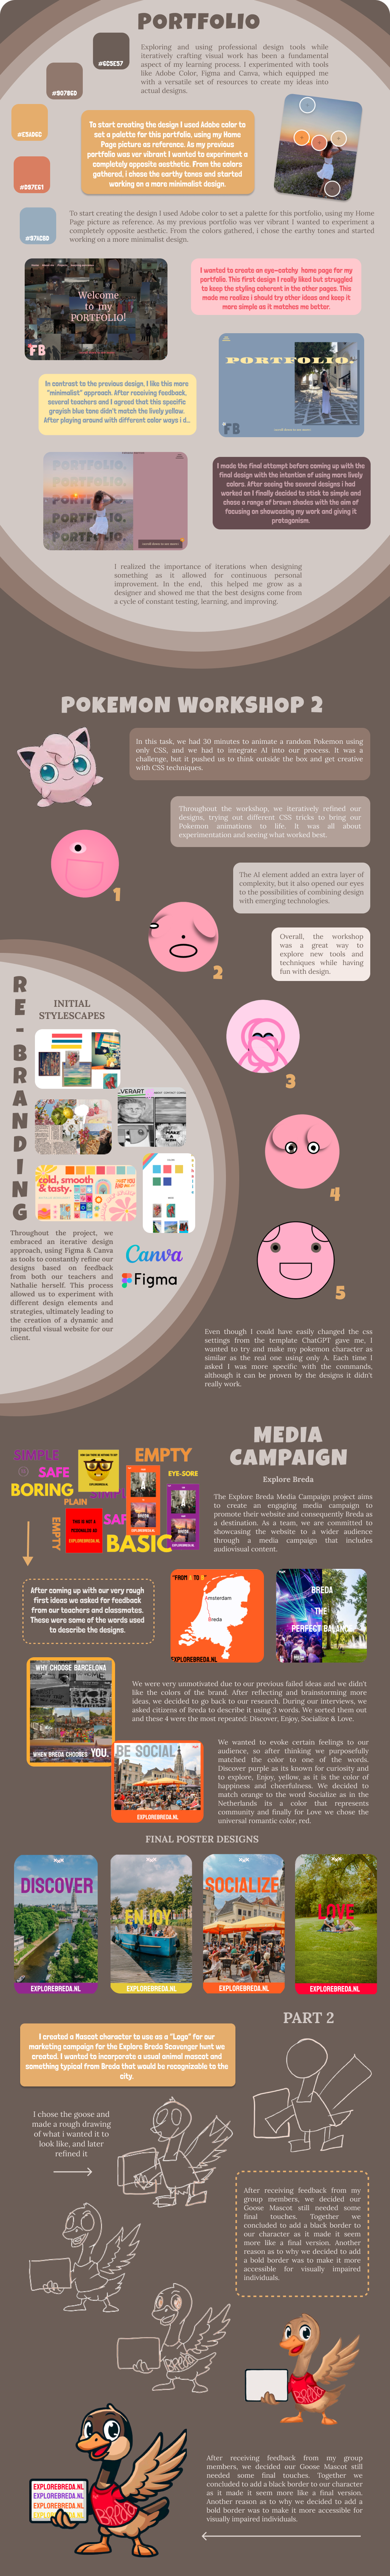 PORTFOLIO
#6C5E57
Exploring and using professional design tools while
iteratively crafting visual work has been a fundamental
aspect of my learning process. I experimented with tools
like Adobe Color, Figma and Canva, which equipped me
with a versatile set of resources to create my ideas into
actual designs.
#907B6D
#E3AD6C
To start creating the design I used Adobe color to
set a palette for this portfolio, using my Home
Page picture as reference. As my previous
portfolio was ver vibrant I wanted to experiment a
completely opposite aesthetic. From the colors
gathered, i chose the earthy tones and started
working on a more minimalist design.
#D97E61
#97ACBD
To start creating the design I used Adobe color to set a palette for this portfolio, using my Home
Page picture as reference. As my previous portfolio was ver vibrant I wanted to experiment a
completely opposite aesthetic. From the colors gathered, i chose the earthy tones and started
working on a more minimalist design.
Welcome
to my
PORTFOLIO!
FB
I wanted to create an eye-catchy home page for my
portfolio. This first design I really liked but struggled
to keep the styling coherent in the other pages. This
made me realize i should try other ideas and keep it
more simple as it matches me better.
PORTFOLIO.
FB
In contrast to the previous design, I like this more
"minimalist" approach. After receiving feedback,
several teachers and I agreed that this specific
greyish blue tone didn't match the lively yellow.
After playing around with different color ways i d...
PORTFOLIO.
PORTFOLIO.
PORTFOLIO.
PORTFOLIO.
PORTFOLIO.
I made the final attempt before coming up with the
final design with the intention of using more lively
colors. After seeing the several designs i had
worked on I finally decided to stick to simple and
chose a range of brown shades with the aim of
focusing on showcasing my work and giving it
protagonism.
I realized the importance of iterations when designing
something as it allowed for continuous personal
improvement. In the end, this helped me grow as a
designer and showed me that the best designs come from
a cycle of constant testing, learning, and improving.
POKEMON WORKSHOP 2
In this task, we had 30 minutes to animate a random Pokemon using
only CSS, and we had to integrate AI into our process. It was a
challenge, but it pushed us to think outside the box and get creative
with CSS techniques.
Throughout the workshop, we iteratively refined our
designs, trying out different CSS tricks to bring our
Pokemon animations to life. It was all about
experimentation and seeing what worked best.
1
The AI element added an extra layer of
complexity, but it also opened our eyes
to the possibilities of combining design
with emerging technologies.
2
Overall, the workshop
was a great way to
explore new tools and
techniques while having
fun with design.
RE-BRANDING
INITIAL
STYLESCAPES
cold, smooth
& tasty.
Canva
Figma
3
4
5
Throughout the project, we
embraced an iterative design
approach, using Figma & Canva
as tools to constantly refine our
designs based on feedback
from both our teachers and
Nathalie herself. This process
allowed us to experiment with
different design elements and
strategies, ultimately leading to
the creation of a dynamic and
impactful visual website for our
client.
Even though I could have easily changed the css
settings from the template ChatGPT gave me, I
wanted to try and make my pokemon character as
similar as the real one using only A. Each time I
asked I was more specific with the commands,
although it can be proven by the designs it didn't
really work.
MEDIA
CAMPAIGN
Explore Breda
SIMPLE
SAFE
BORING
PLAIN
EMPTY
EYE-SORE
EMPTY
BASIC
The Explore Breda Media Campaign project aims
to create an engaging media campaign to
promote their website and consequently Breda as
a destination. As a team, we are committed to
showcasing the website to a wider audience
through a media campaign that includes
audiovisual content.
After coming up with our very rough
first ideas we asked for feedback
from our teachers and classmates.
These were some of the words used
to describe the designs.
"FROM A TO B"
Amsterdam
Breda
EXPLOREBREDA.NL
BREDA
THE
PERFECT BALANCE
WHY CHOOSE BARCELONA
WHEN BREDA CHOOSES YOU.
We were very unmotivated due to our previous failed ideas and we didn't
like the colors of the brand. After reflecting and brainstorming more
ideas, we decided to go back to our research. During our interviews, we
asked citizens of Breda to describe it using 3 words. We sorted them out
and these 4 were the most repeated: Discover, Enjoy, Socialize & Love.
BE SOCIAL
EXPLOREBREDA.NL
We wanted to evoke certain feelings to our
audience, so after thinking we purposefully
matched the color to one of the words.
Discover purple as its known for curiosity and
to explore, Enjoy, yellow, as it is the color of
happiness and cheerfulness. We decided to
match orange to the word Socialize as in the
Netherlands its a color that represents
community and finally for Love we chose the
universal romantic color, red.
FINAL POSTER DESIGNS
DISCOVER
EXPLOREBREDA.NL
ENJOY
EXPLOREBREDA.NL
SOCIALIZE
EXPLOREBREDA.NL
LOVE
EXPLOREBREDA.NL
PART 2
I created a Mascot character to use as a "Logo" for our
marketing campaign for the Explore Breda Scavenger hunt we
created. I wanted to incorporate a usual animal mascot and
something typical from Breda that would be recognizable to the
city.
I chose the goose and
made a rough drawing
of what i wanted it to
look like, and later
refined it
After receiving feedback from my
group members, we decided our
Goose Mascot still needed some
final touches. Together we
concluded to add a black border to
our character as it made it seem
more like a final version. Another
reason as to why we decided to add
a bold border was to make it more
accessible for visually impaired
individuals.
BREDA
BREDA
EXPLOREBREDA.NL
EXPLOREBREDA.NL
EXPLOREBREDA.NL
EXPLOREBREDA.NL
After receiving feedback from my group
members, we decided our Goose Mascot still
needed some final touches. Together we
concluded to add a black border to our character
as it made it seem more like a final version.
Another reason as to why we decided to add a
bold border was to make it more accessible for
visually impaired individuals.